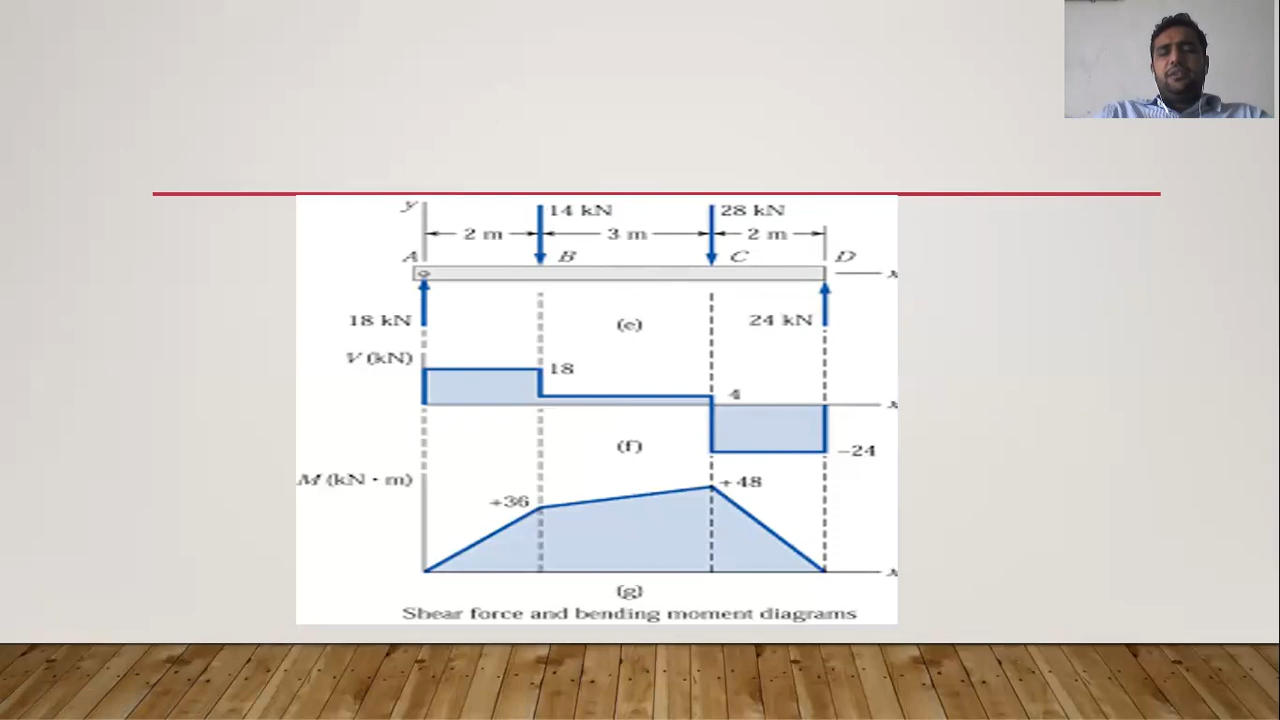 y
14 kN
28 kN
2 m
3 m
2 m
A
B
C
D
x
18 kN
(e)
24 kN
V (kN)
18
4
x
(f)
−24
M (kN · m)
+36
+48
x
(g)
Shear force and bending moment diagrams